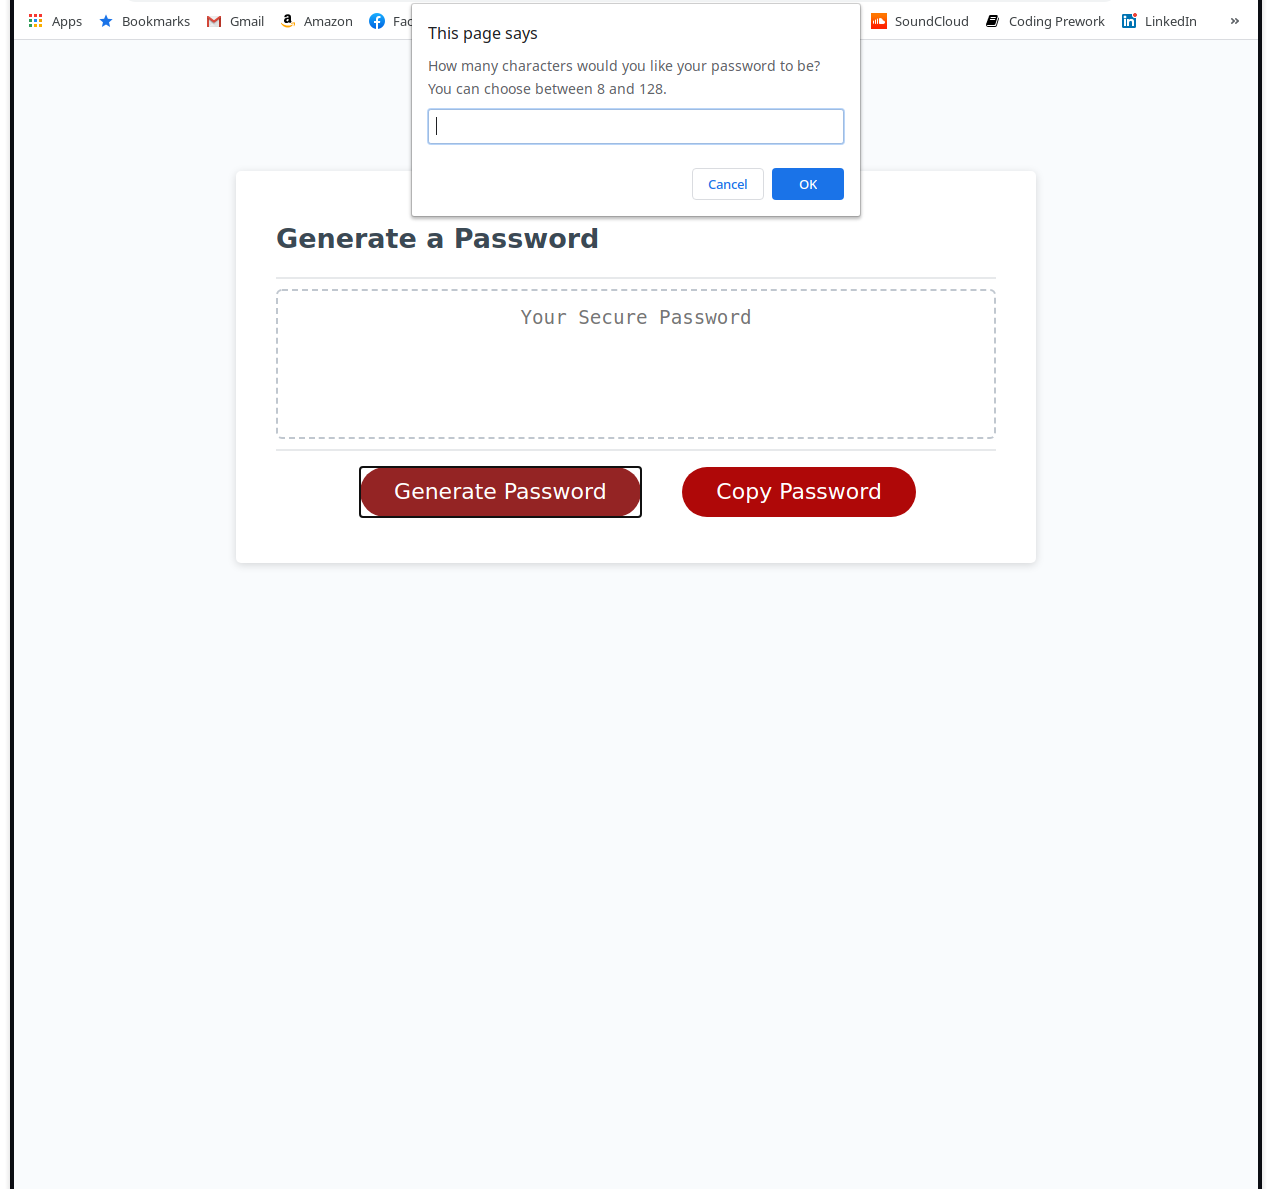 Apps Bookmarks Gmail Amazon SoundCloud Coding Prework LinkedIn »
This page says
How many characters would you like your password to be?
You can choose between 8 and 128.
Cancel OK
Generate a Password
Your Secure Password
Generate Password Copy Password